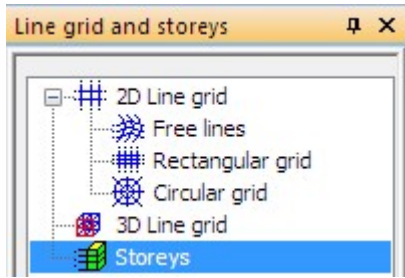 Line grid and storeys
2D Line grid
Free lines
Rectangular grid
Circular grid
3D Line grid
Storeys